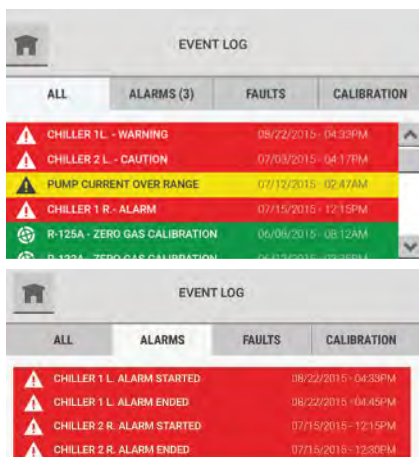 EVENT LOG
ALL ALARMS (3) FAULTS CALIBRATION
CHILLER 1L. - WARNING 08/22/2015 - 04:33PM
CHILLER 2 L. - CAUTION 07/03/2015 - 04:17PM
PUMP CURRENT OVER RANGE 07/12/2015 - 02:47AM
CHILLER 1 R.- ALARM 07/15/2015 - 12:15PM
R-125A - ZERO GAS CALIBRATION 06/06/2015 - 08:12AM
ZERO GAS CALIBRATION
EVENT LOG
ALL ALARMS FAULTS CALIBRATION
CHILLER 1 L. ALARM STARTED 08/22/2015 - 04:33PM
CHILLER 1 L. ALARM ENDED 08/22/2015 - 04:45PM
CHILLER 2 R. ALARM STARTED 07/15/2015 - 12:15PM
CHILLER 2 R. ALARM ENDED 07/15/2015 - 12:30PM